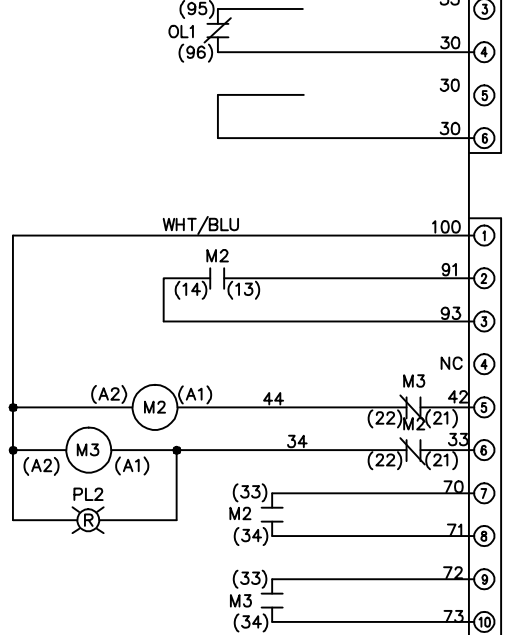 (95) 3
OL1
(96) 30 4
30 5
30 6
WHT/BLU 100 1
M2 91 2
(14) (13)
93 3
NC 4
M3
(A2) M2 (A1) 44 42 5
(22) (21)
M2
M3 34 33 6
(A2) (A1) (22) (21)
PL2
R
(33) 70 7
M2
(34) 71 8
(33) 72 9
M3
(34) 73 10